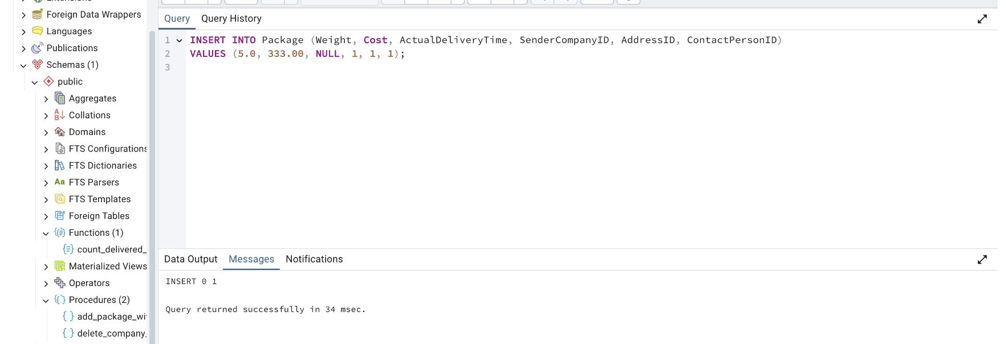 Extensions
Foreign Data Wrappers
Languages
Publications
Schemas (1)
public
Aggregates
Collations
Domains
FTS Configurations
FTS Dictionaries
Aa FTS Parsers
FTS Templates
Foreign Tables
Functions (1)
count_delivered_
Materialized Views
Operators
Procedures (2)
add_package_wi
delete_company_
Query Query History
1 INSERT INTO Package (Weight, Cost, ActualDeliveryTime, SenderCompanyID, AddressID, ContactPersonID)
2 VALUES (5.0, 333.00, NULL, 1, 1, 1);
3
Data Output Messages Notifications
INSERT 0 1
Query returned successfully in 34 msec.